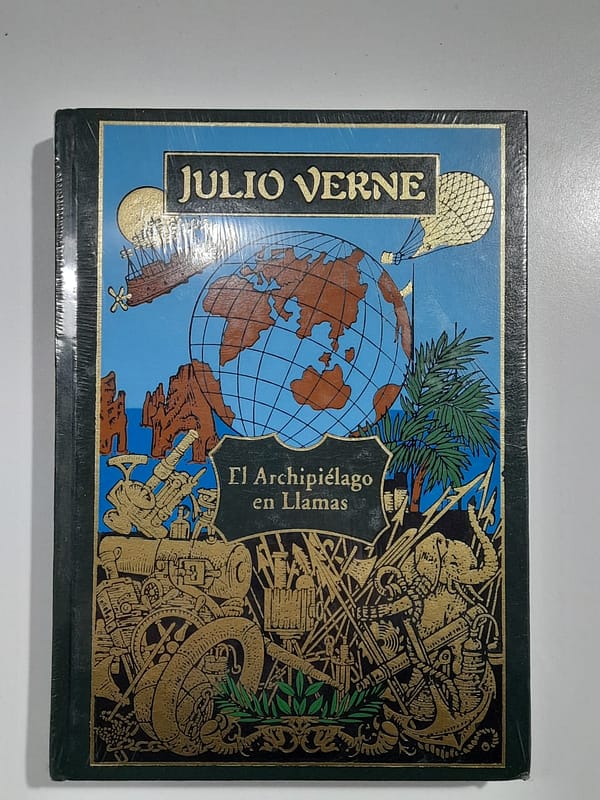 JULIO VERNE
El Archipiélago
en Llamas